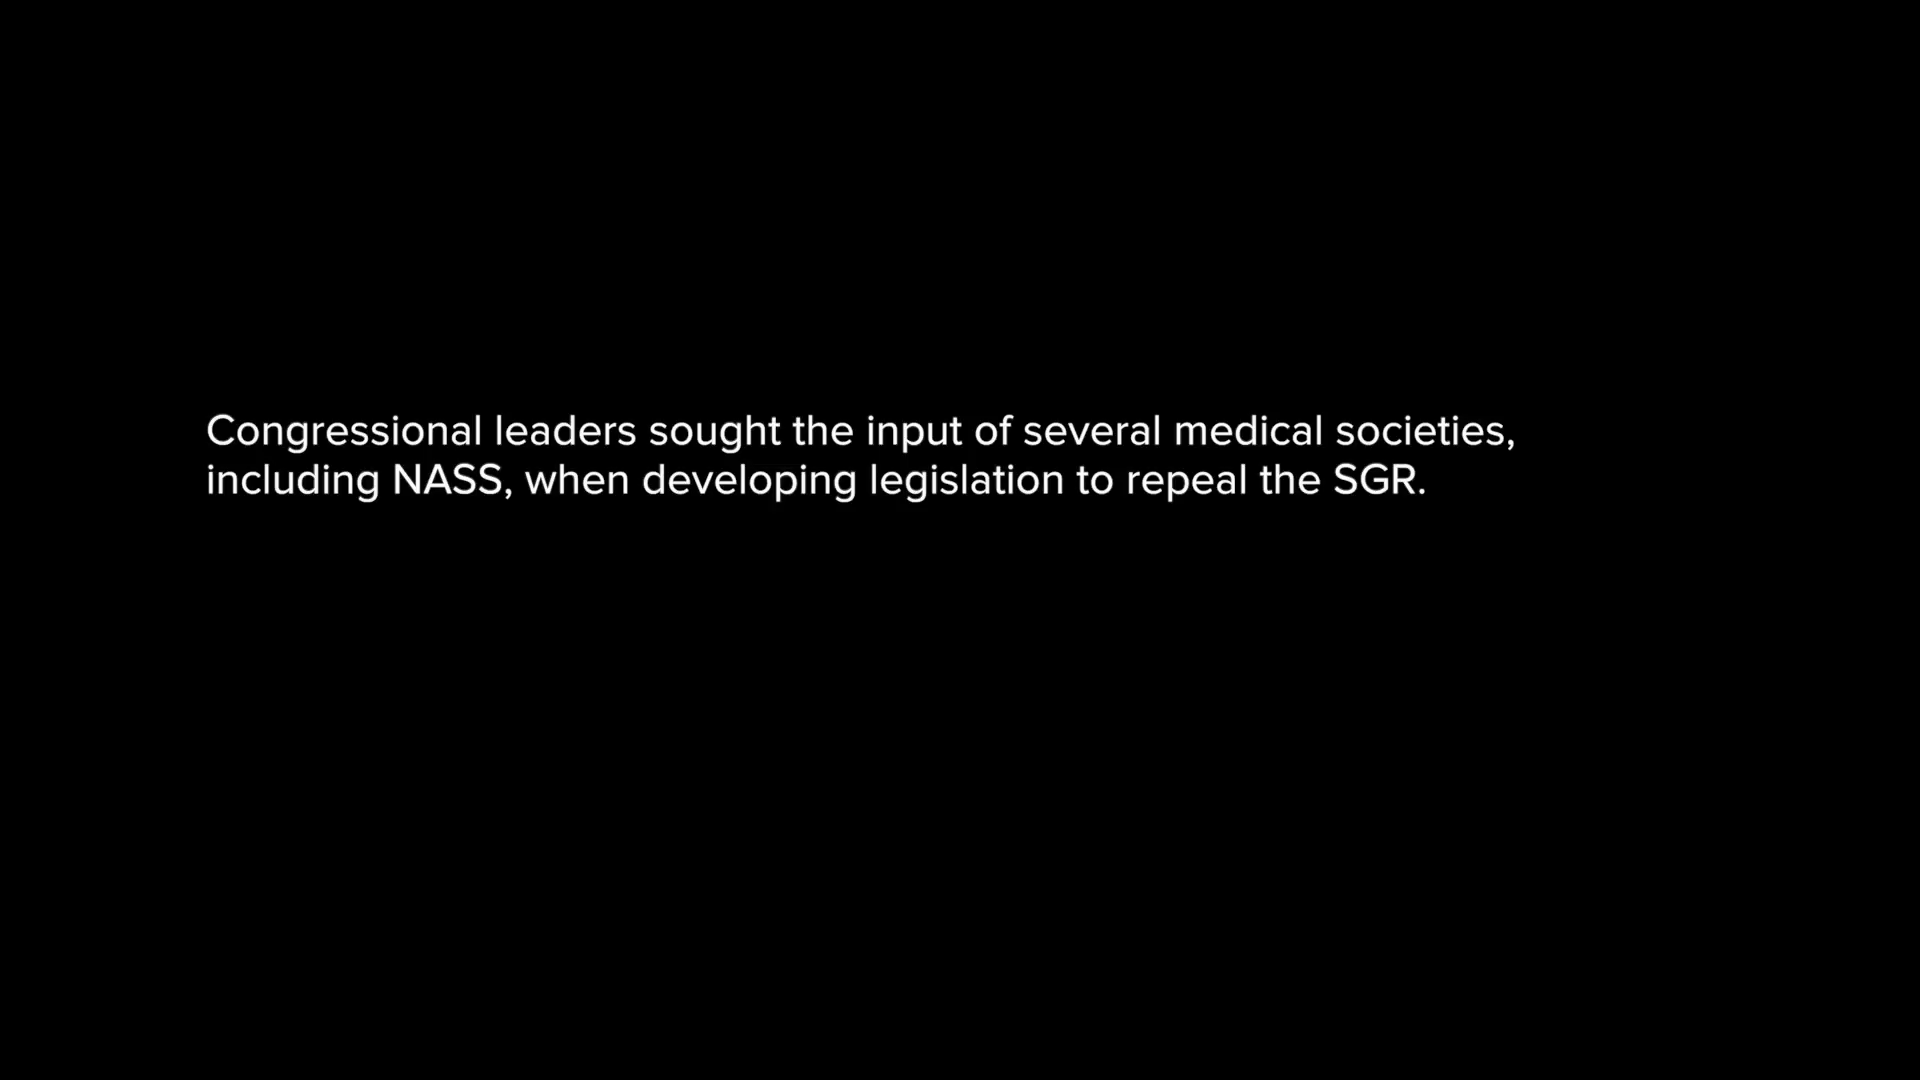 Congressional leaders sought the input of several medical societies,
including NASS, when developing legislation to repeal the SGR.